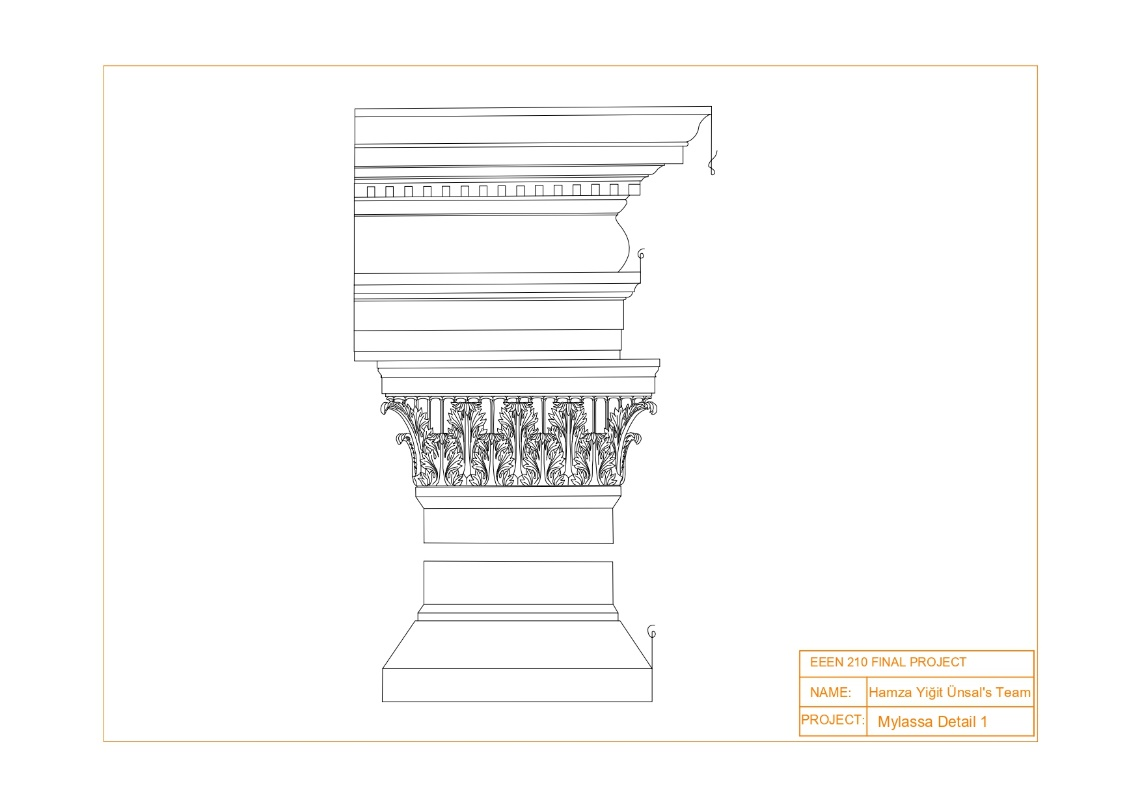 EEEN 210 FINAL PROJECT
NAME: Hamza Yiğit Ünsal's Team
PROJECT: Mylassa Detail 1